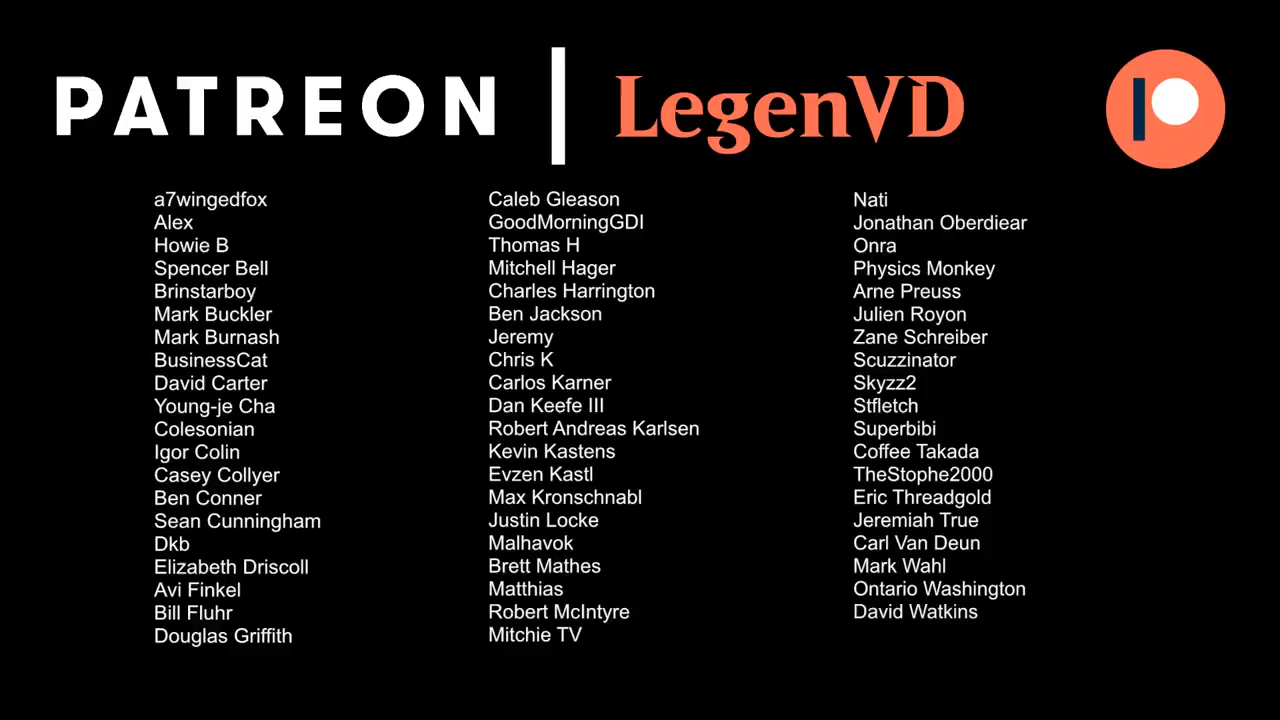 PATREON | LegenVD
a7wingedfox
Alex
Howie B
Spencer Bell
Brinstarboy
Mark Buckler
Mark Burnash
BusinessCat
David Carter
Young-je Cha
Colesonian
Igor Colin
Casey Collyer
Ben Conner
Sean Cunningham
Dkb
Elizabeth Driscoll
Avi Finkel
Bill Fluhr
Douglas Griffith
Caleb Gleason
GoodMorningGDI
Thomas H
Mitchell Hager
Charles Harrington
Ben Jackson
Jeremy
Chris K
Carlos Karner
Dan Keefe III
Robert Andreas Karlsen
Kevin Kastens
Evzen Kastl
Max Kronschnabl
Justin Locke
Malhavok
Brett Mathes
Matthias
Robert McIntyre
Mitchie TV
Nati
Jonathan Oberdiear
Onra
Physics Monkey
Arne Preuss
Julien Royon
Zane Schreiber
Scuzzinator
Skyzz2
Stfletch
Superbibi
Coffee Takada
TheStophe2000
Eric Threadgold
Jeremiah True
Carl Van Deun
Mark Wahl
Ontario Washington
David Watkins